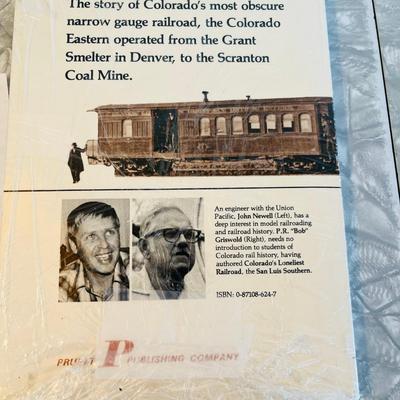 The story of Colorado's most obscure
narrow gauge railroad, the Colorado
Eastern operated from the Grant
Smelter in Denver, to the Scranton
Coal Mine.
An engineer with the Union
Pacific, John Newell (Left), has a
deep interest in model railroading
and railroad history. P.R. "Bob"
Griswold (Right), needs no
introduction to students of
Colorado rail history, having
authored Colorado's Loneliest
Railroad, the San Luis Southern.
ISBN: 0-87108-624-7
P PUBLISHING COMPANY